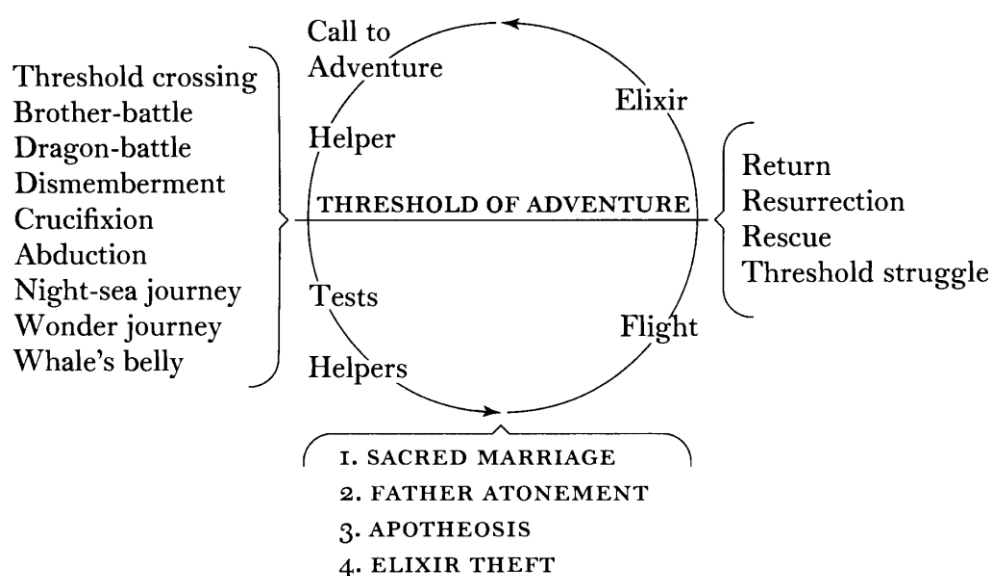 Call to
Adventure
Helper
Threshold crossing
Brother-battle
Dragon-battle
Dismemberment
Crucifixion
Abduction
Night-sea journey
Wonder journey
Whale's belly
THRESHOLD OF ADVENTURE
Elixir
Return
Resurrection
Rescue
Threshold struggle
Tests
Helpers
Flight
1. SACRED MARRIAGE
2. FATHER ATONEMENT
3. APOTHEOSIS
4. ELIXIR THEFT